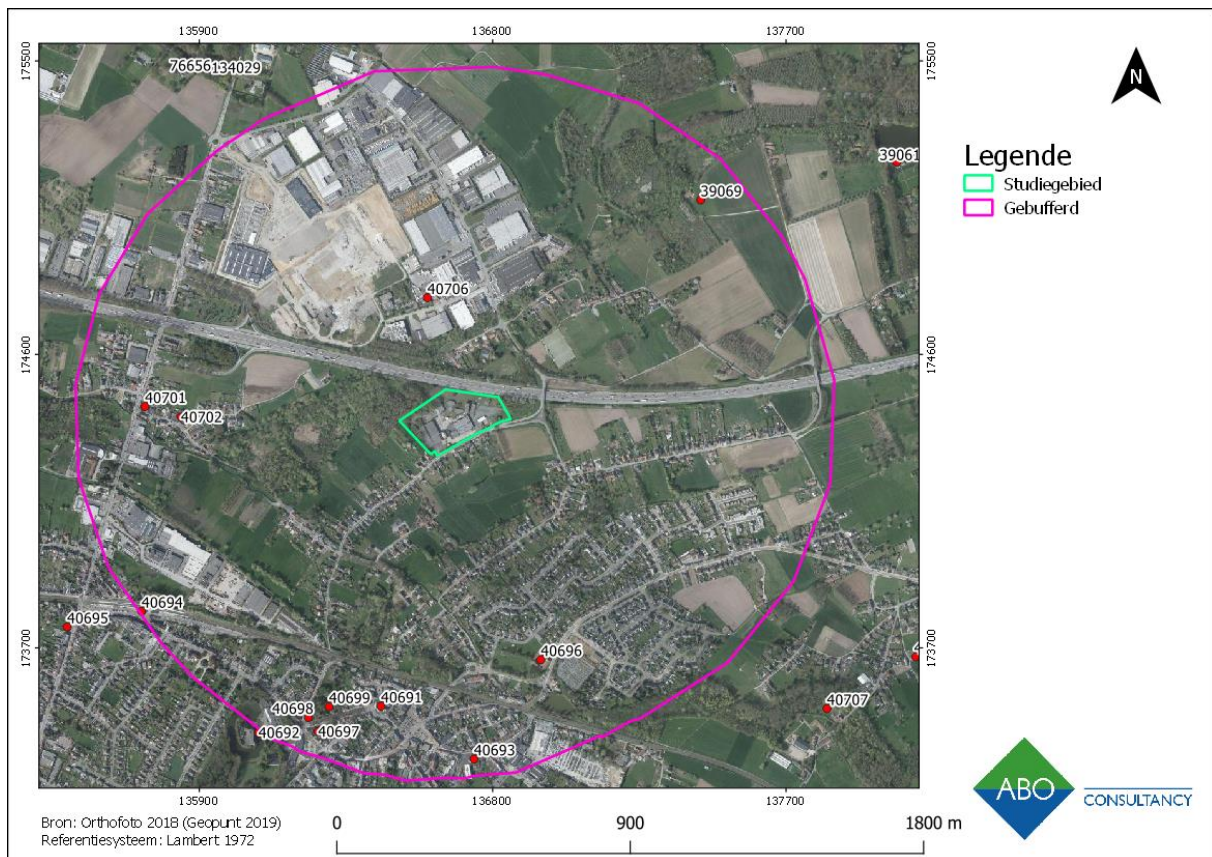 135900 136800 137700
175500 175500
76656 134029
N
39061
39069
Legende
Studiegebied
Gebufferd
40706
174600 174600
40701
40702
40694
40695
173700 173700
40696
40699 40691
40698
40707
40692 40697
40693
135900 136800 137700
Bron: Orthofoto 2018 (Geopunt 2019)
Referentiesysteem: Lambert 1972
0 900 1800 m
ABO CONSULTANCY